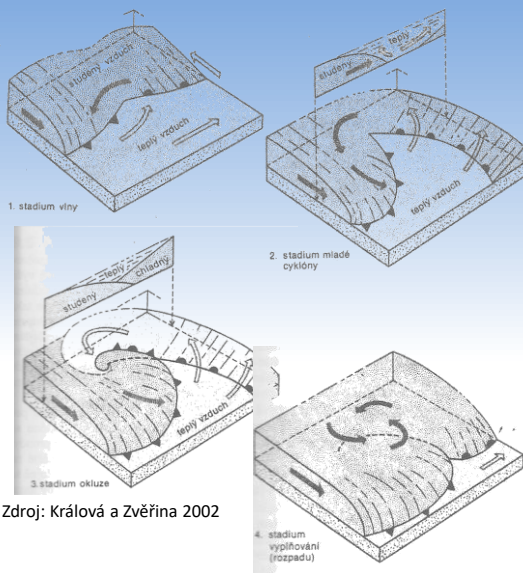 studený vzduch
teplý vzduch
1. stadium vlny
teplý
studený
teplý vzduch
2. stadium mladé
cyklóny
teplý
chladný
studený
teplý vzduch
3. stadium okluze
Zdroj: Králová a Zvěřina 2002
4. stadium
vyplňování
(rozpadu)